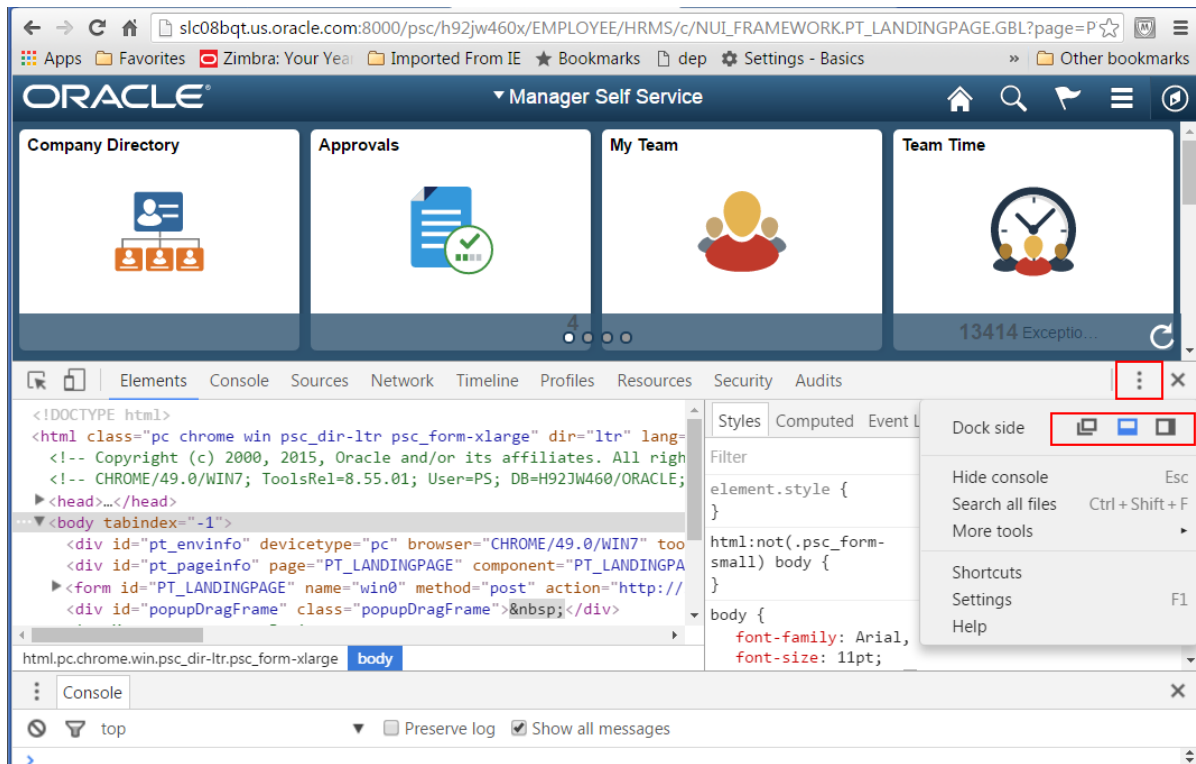 slc08bqt.us.oracle.com:8000/psc/h92jw460x/EMPLOYEE/HRMS/c/NUI_FRAMEWORK.PT_LANDINGPAGE.GBL?page=P
Apps Favorites Zimbra: Your Yea Imported From IE Bookmarks dep Settings - Basics » Other bookmarks
ORACLE® Manager Self Service
Company Directory Approvals My Team Team Time
4 13414 Exceptio...
Elements Console Sources Network Timeline Profiles Resources Security Audits
<!DOCTYPE html>
<html class="pc chrome win psc_dir-ltr psc_form-xlarge" dir="ltr" lang=
<!-- Copyright (c) 2000, 2015, Oracle and/or its affiliates. All righ
<!-- CHROME/49.0/WIN7; ToolsRel=8.55.01; User=PS; DB=H92JW460/ORACLE;
<head>…</head>
<body tabindex="-1">
<div id="pt_envinfo" devicetype="pc" browser="CHROME/49.0/WIN7" too
<div id="pt_pageinfo" page="PT_LANDINGPAGE" component="PT_LANDINGPA
<form id="PT_LANDINGPAGE" name="win0" method="post" action="http://
<div id="popupDragFrame" class="popupDragFrame">&nbsp;</div>
html.pc.chrome.win.psc_dir-ltr.psc_form-xlarge body
Styles Computed Event L
Filter
element.style {
}
html:not(.psc_form-
small) body {
}
body {
font-family: Arial,
font-size: 11pt;
Dock side
Hide console Esc
Search all files Ctrl + Shift + F
More tools
Shortcuts
Settings F1
Help
Console
top Preserve log Show all messages